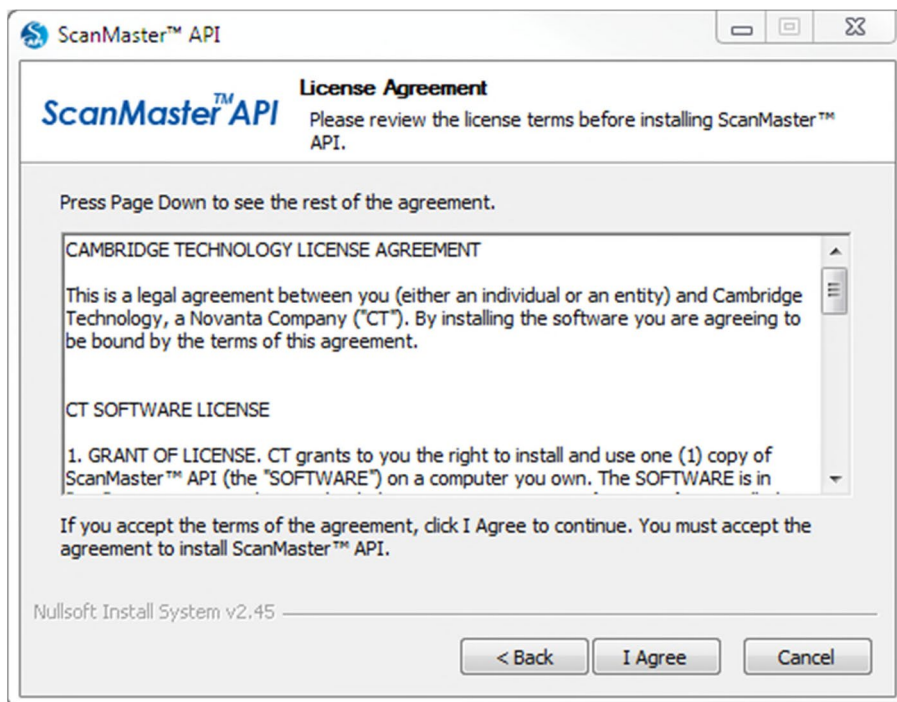 ScanMaster™ API
ScanMaster™API
License Agreement
Please review the license terms before installing ScanMaster™
API.
Press Page Down to see the rest of the agreement.
CAMBRIDGE TECHNOLOGY LICENSE AGREEMENT
This is a legal agreement between you (either an individual or an entity) and Cambridge
Technology, a Novanta Company ("CT"). By installing the software you are agreeing to
be bound by the terms of this agreement.
CT SOFTWARE LICENSE
1. GRANT OF LICENSE. CT grants to you the right to install and use one (1) copy of
ScanMaster™ API (the "SOFTWARE") on a computer you own. The SOFTWARE is in
If you accept the terms of the agreement, click I Agree to continue. You must accept the
agreement to install ScanMaster™ API.
Nullsoft Install System v2.45
< Back I Agree Cancel